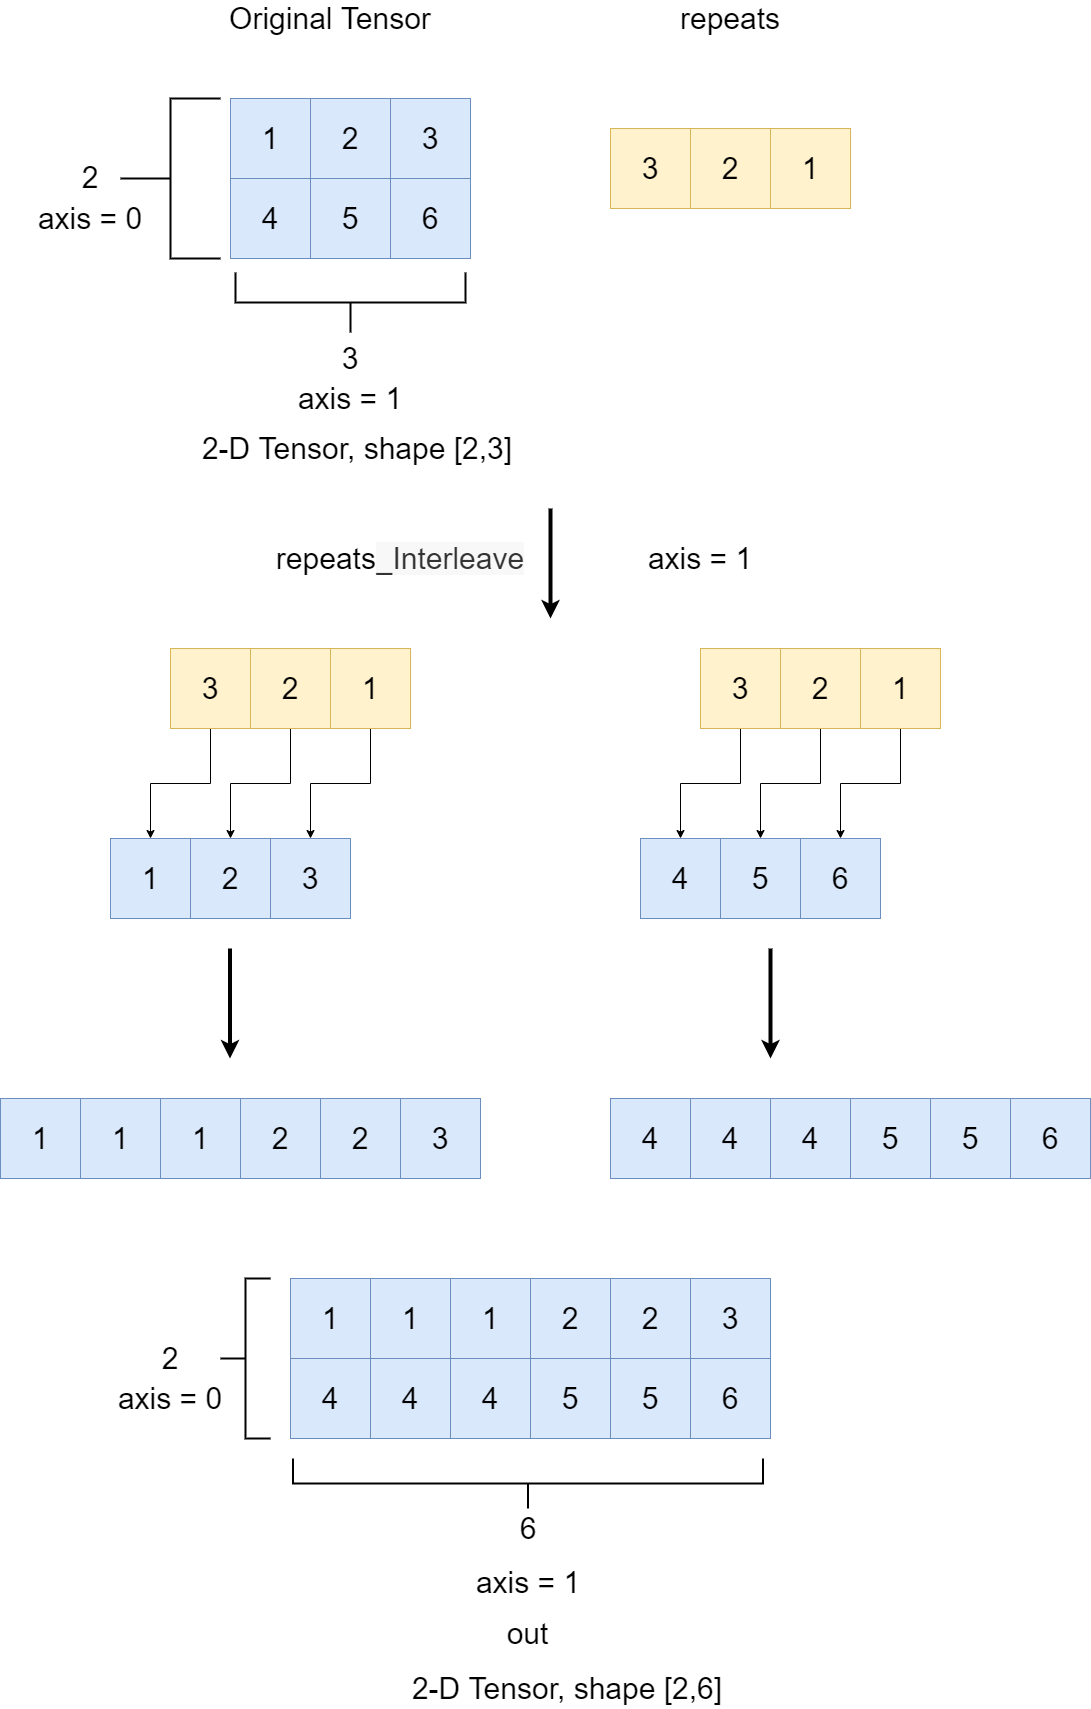 Original Tensor repeats
1 2 3
3 2 1
2
axis = 0
4 5 6
3
axis = 1
2-D Tensor, shape [2,3]
repeats_Interleave axis = 1
3 2 1 3 2 1
1 2 3 4 5 6
1 1 1 2 2 3 4 4 4 5 5 6
1 1 1 2 2 3
2
axis = 0
4 4 4 5 5 6
6
axis = 1
out
2-D Tensor, shape [2,6]